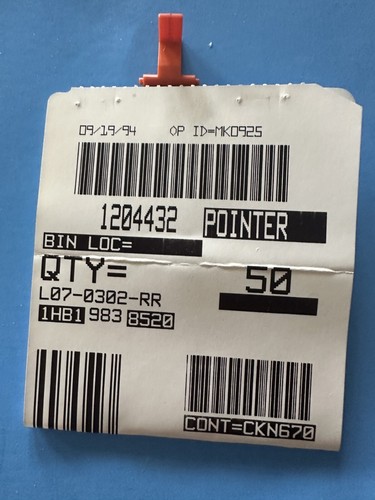 09/19/94 OP ID=MK0925
1204432 POINTER
BIN LOC=
QTY= 50
L07-0302-RR
1HB1 983 8520
CONT=CKN670